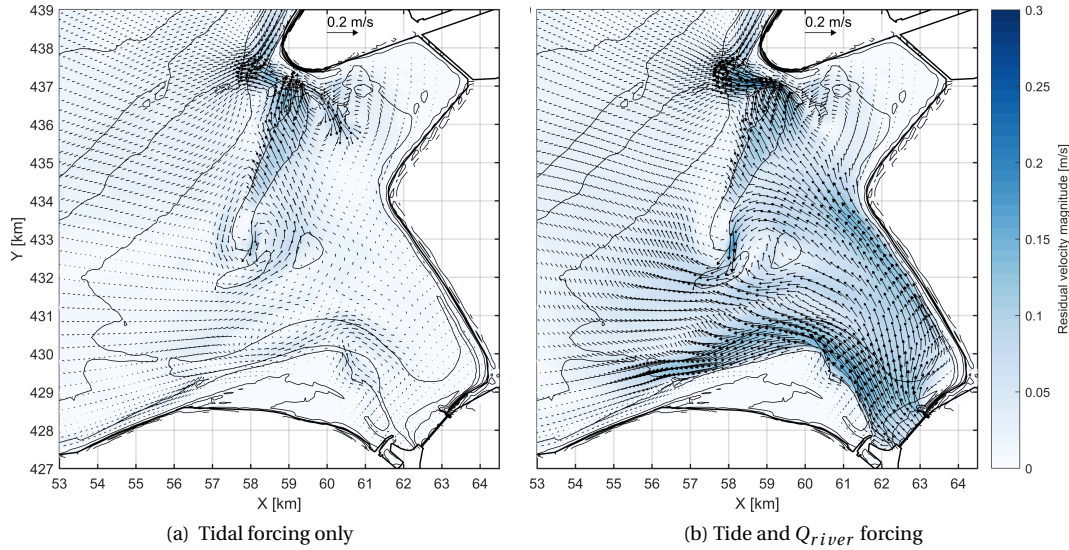 439
438
437
436
435
434
433
432
431
430
429
428
427
Y [km]
0.2 m/s
53 54 55 56 57 58 59 60 61 62 63 64
X [km]
(a) Tidal forcing only
0.2 m/s
53 54 55 56 57 58 59 60 61 62 63 64
X [km]
(b) Tide and Qriver forcing
0.3
0.25
0.2
0.15
0.1
0.05
0
Residual velocity magnitude [m/s]